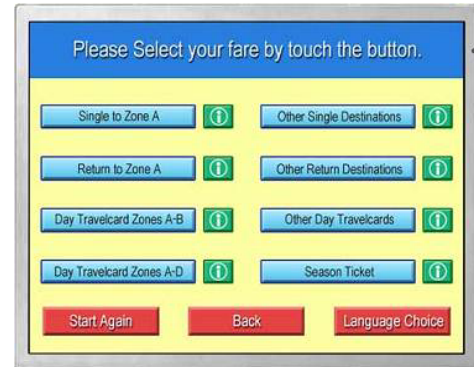 Please Select your fare by touch the button.
Single to Zone A
Other Single Destinations
Return to Zone A
Other Return Destinations
Day Travelcard Zones A-B
Other Day Travelcards
Day Travelcard Zones A-D
Season Ticket
Start Again
Back
Language Choice